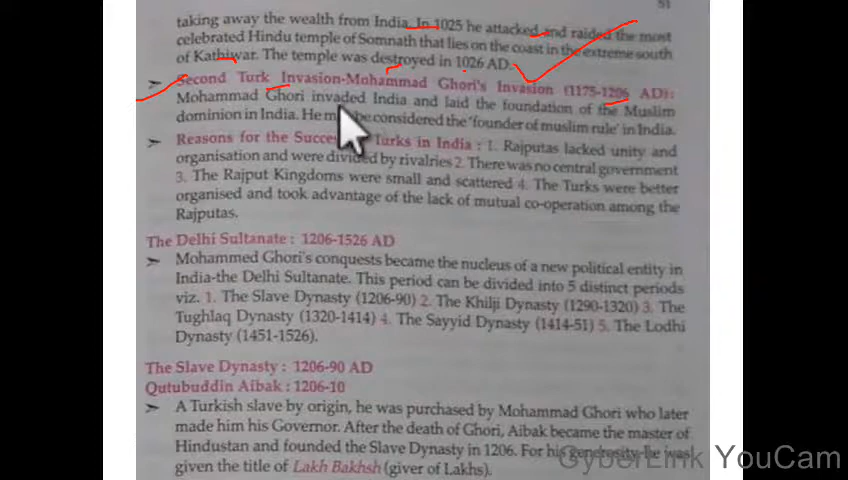 51
taking away the wealth from India. In 1025 he attacked and raided the most
celebrated Hindu temple of Somnath that lies on the coast in the extreme south
of Kathiwar. The temple was destroyed in 1026 AD.
➢ Second Turk Invasion-Mohammad Ghori's Invasion (1175-1206 AD):
Mohammad Ghori invaded India and laid the foundation of the Muslim
dominion in India. He may be considered the 'founder of muslim rule' in India.
➢ Reasons for the Succe Turks in India : 1. Rajputas lacked unity and
organisation and were divided by rivalries 2. There was no central government
3. The Rajput Kingdoms were small and scattered 4. The Turks were better
organised and took advantage of the lack of mutual co-operation among the
Rajputas.
The Delhi Sultanate : 1206-1526 AD
➢ Mohammed Ghori's conquests became the nucleus of a new political entity in
India-the Delhi Sultanate. This period can be divided into 5 distinct periods
viz. 1. The Slave Dynasty (1206-90) 2. The Khilji Dynasty (1290-1320) 3. The
Tughlaq Dynasty (1320-1414) 4. The Sayyid Dynasty (1414-51) 5. The Lodhi
Dynasty (1451-1526).
The Slave Dynasty : 1206-90 AD
Qutubuddin Aibak : 1206-10
➢ A Turkish slave by origin, he was purchased by Mohammad Ghori who later
made him his Governor. After the death of Ghori, Aibak became the master of
Hindustan and founded the Slave Dynasty in 1206. For his generosity he was
given the title of Lakh Bakhsh (giver of Lakhs).
CyberLink YouCam